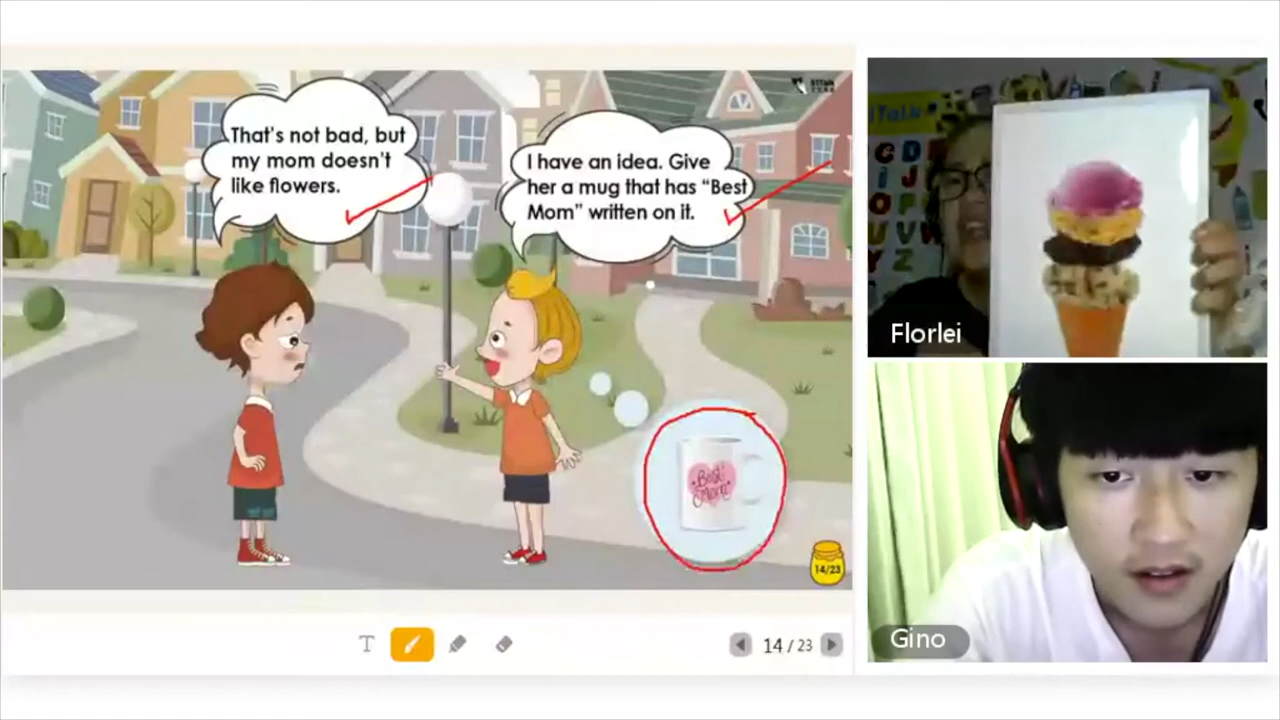 That's not bad, but
my mom doesn't
like flowers.
I have an idea. Give
her a mug that has “Best
Mom” written on it.
Best
Mom
14/23
T
14 / 23
iTalk
Florlei
Gino